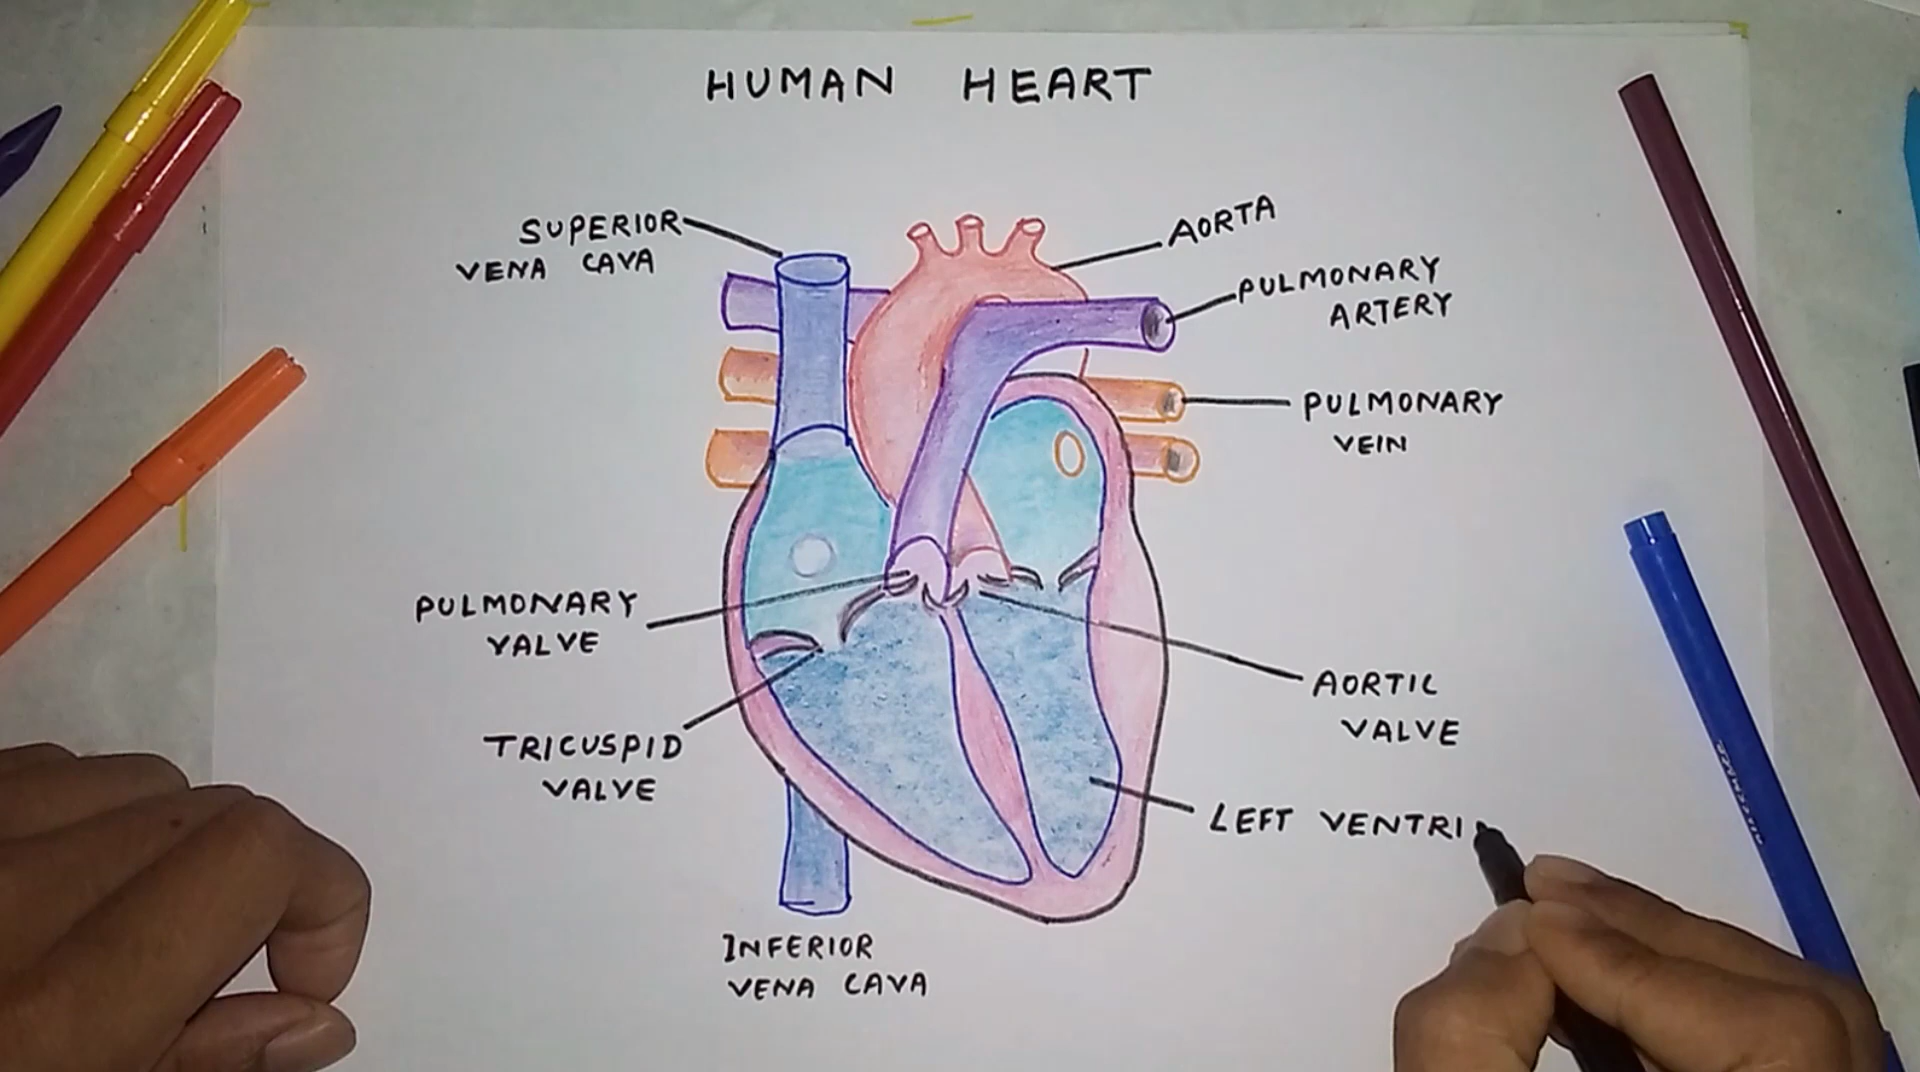 HUMAN HEART
SUPERIOR
VENA CAVA
AORTA
PULMONARY
ARTERY
PULMONARY
VEIN
PULMONARY
VALVE
AORTIC
VALVE
TRICUSPID
VALVE
LEFT VENTRI
INFERIOR
VENA CAVA